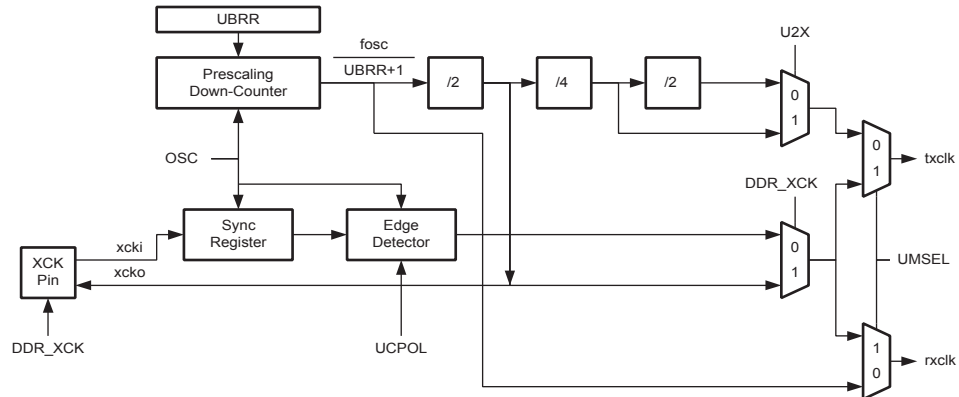 UBRR
U2X
fosc
Prescaling
Down-Counter
UBRR+1
/2
/4
/2
0
1
0
1
txclk
OSC
DDR_XCK
Sync
Register
Edge
Detector
xcki
XCK
Pin
xcko
0
1
UMSEL
DDR_XCK
UCPOL
1
0
rxclk